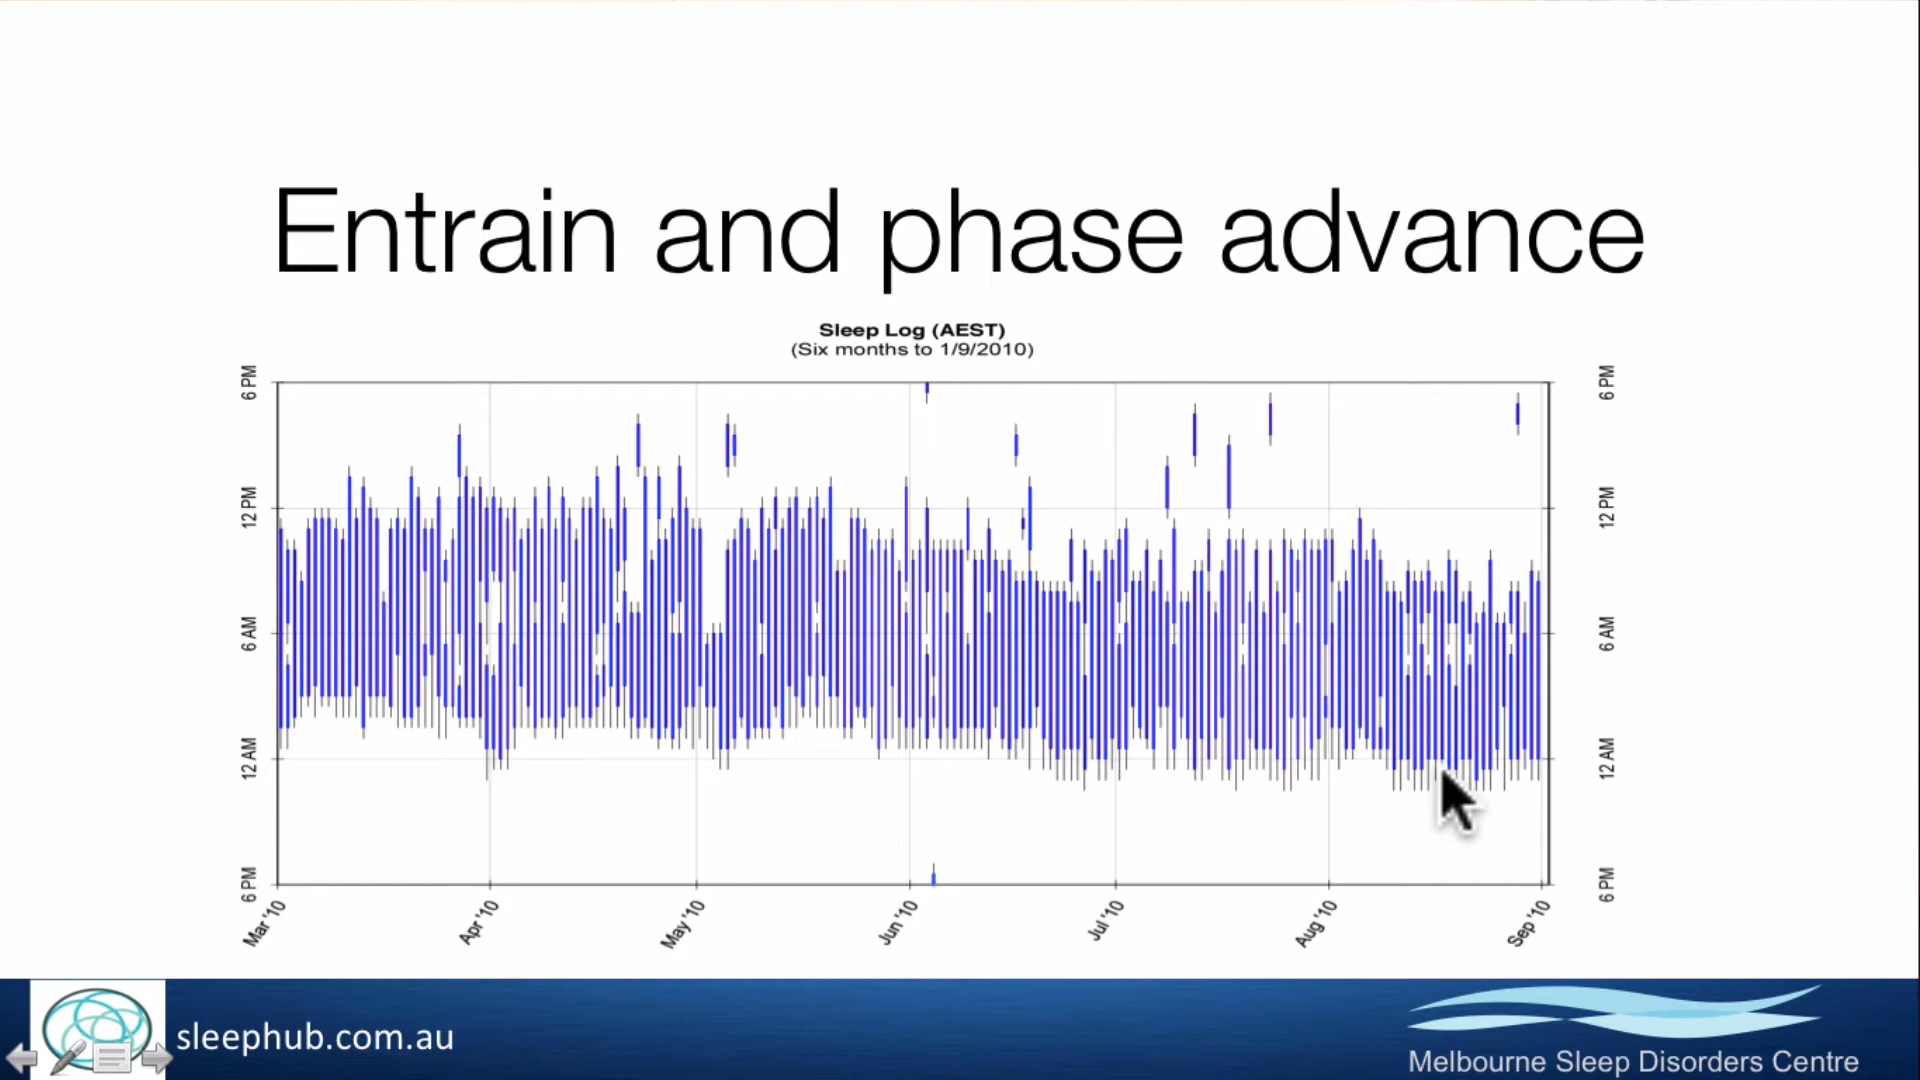 Entrain and phase advance
Sleep Log (AEST)
(Six months to 1/9/2010)
6 PM
12 PM
6 AM
12 AM
6 PM
6 PM
12 PM
6 AM
12 AM
6 PM
Mar '10
Apr '10
May '10
Jun '10
Jul '10
Aug '10
Sep '10
sleephub.com.au
Melbourne Sleep Disorders Centre